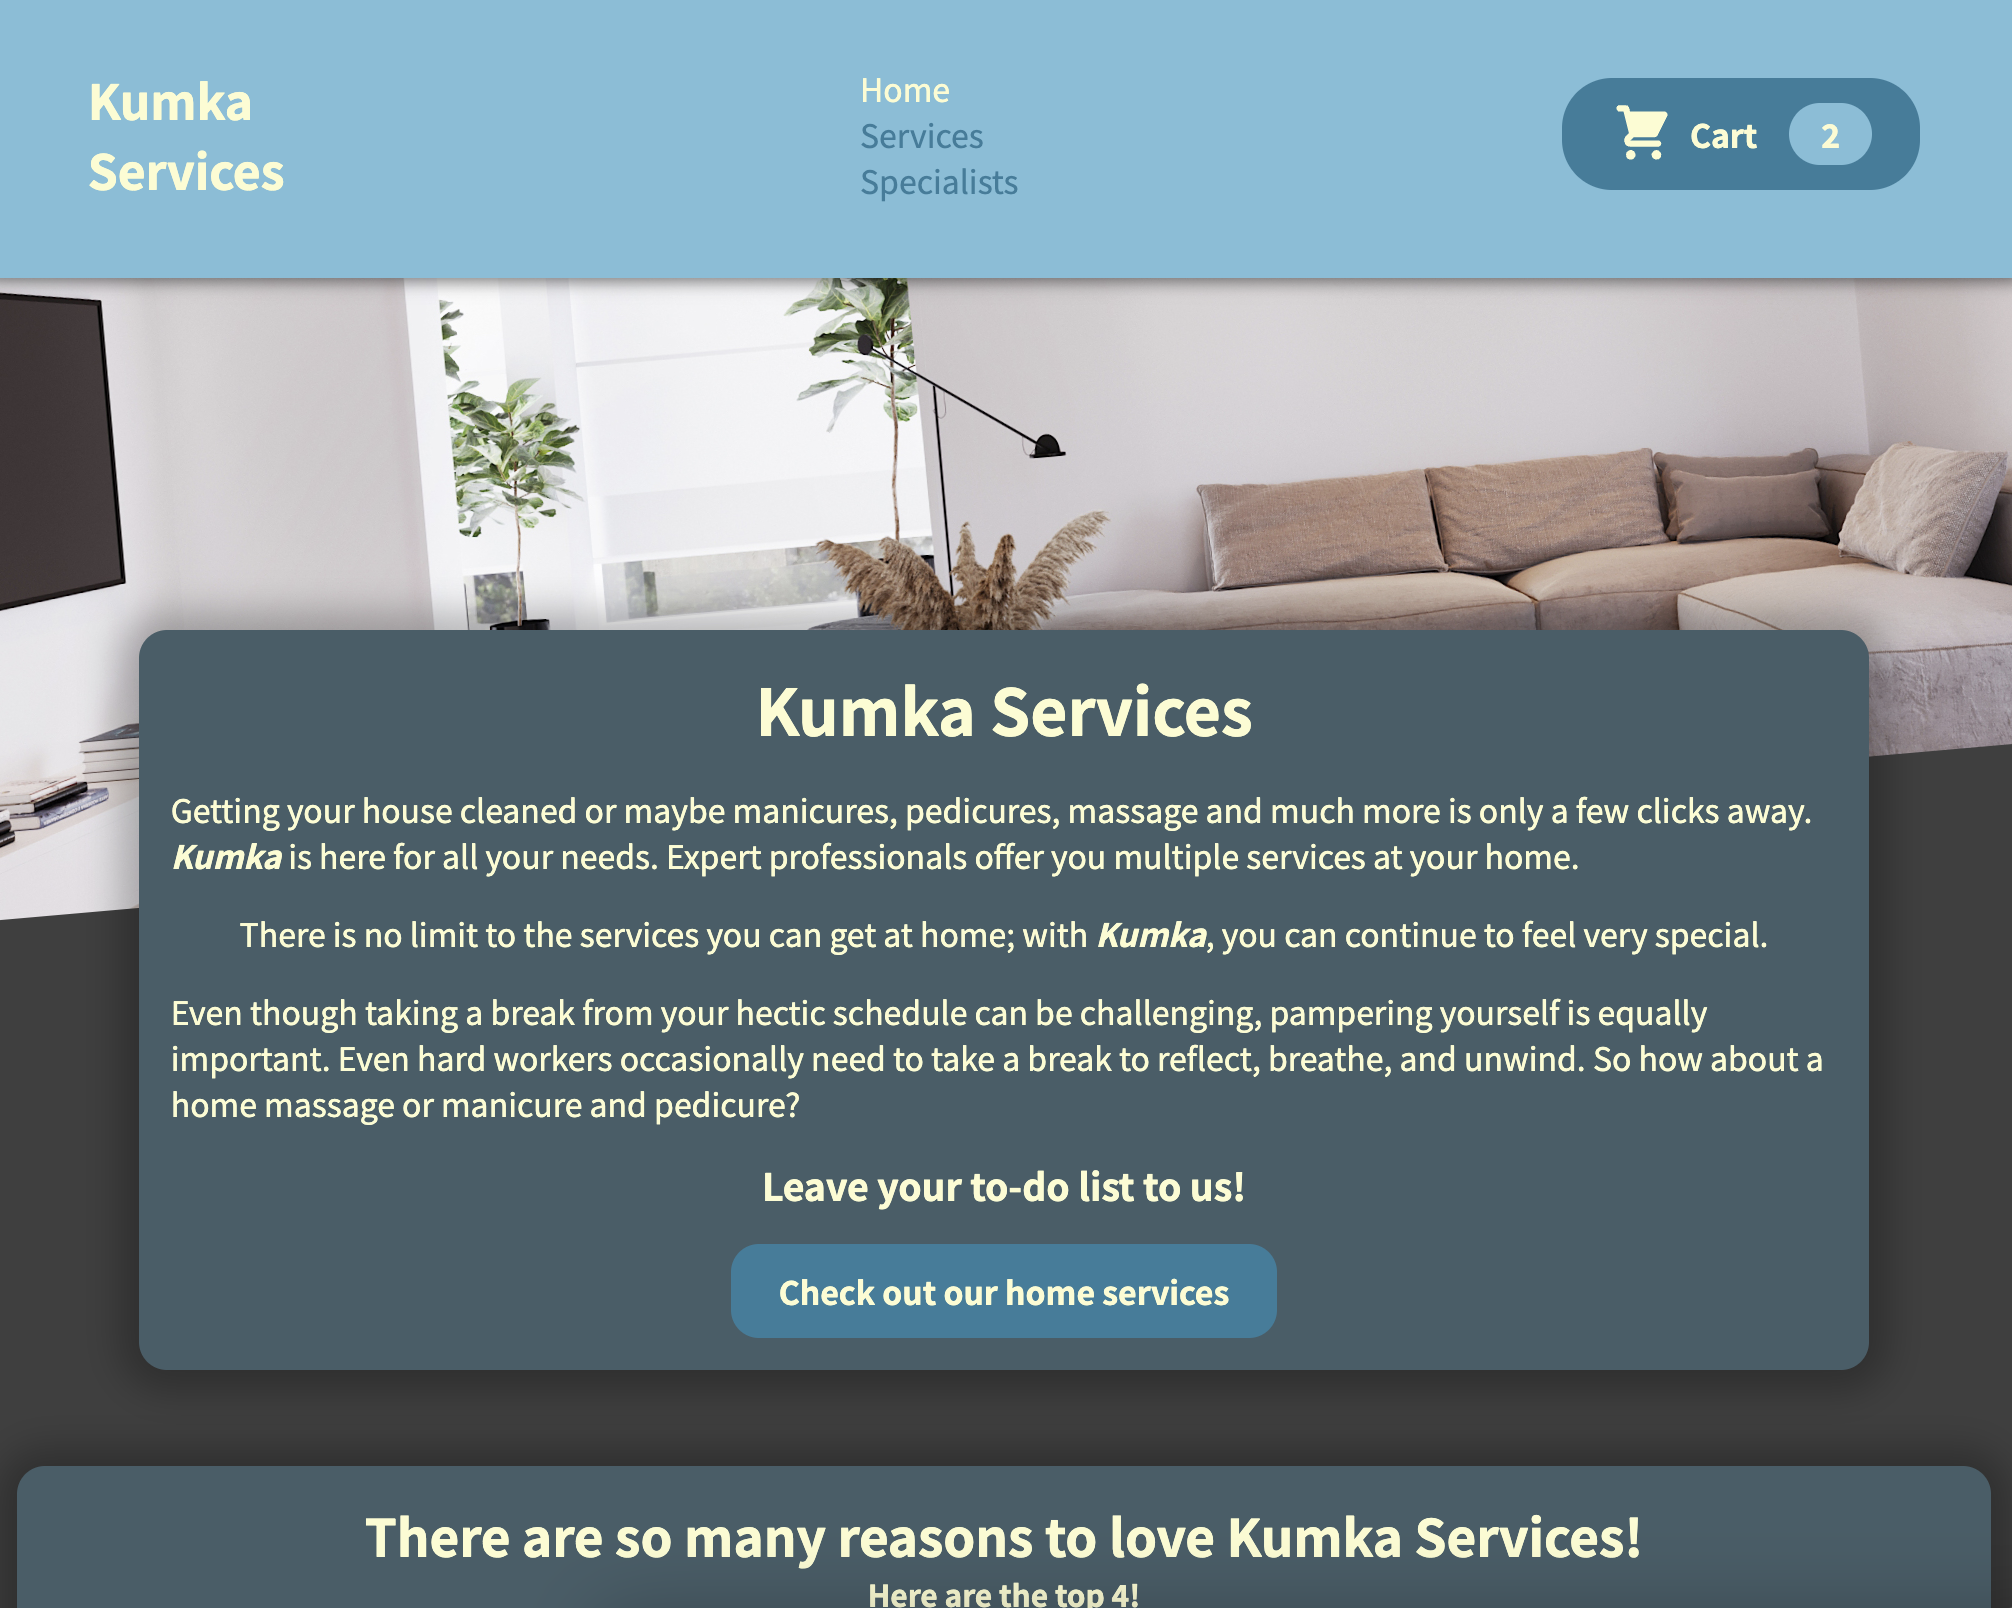 Kumka
Services
Home
Services
Specialists
Cart 2
Kumka Services
Getting your house cleaned or maybe manicures, pedicures, massage and much more is only a few clicks away.
Kumka is here for all your needs. Expert professionals offer you multiple services at your home.
There is no limit to the services you can get at home; with Kumka, you can continue to feel very special.
Even though taking a break from your hectic schedule can be challenging, pampering yourself is equally
important. Even hard workers occasionally need to take a break to reflect, breathe, and unwind. So how about a
home massage or manicure and pedicure?
Leave your to-do list to us!
Check out our home services
There are so many reasons to love Kumka Services!
Here are the top 4!